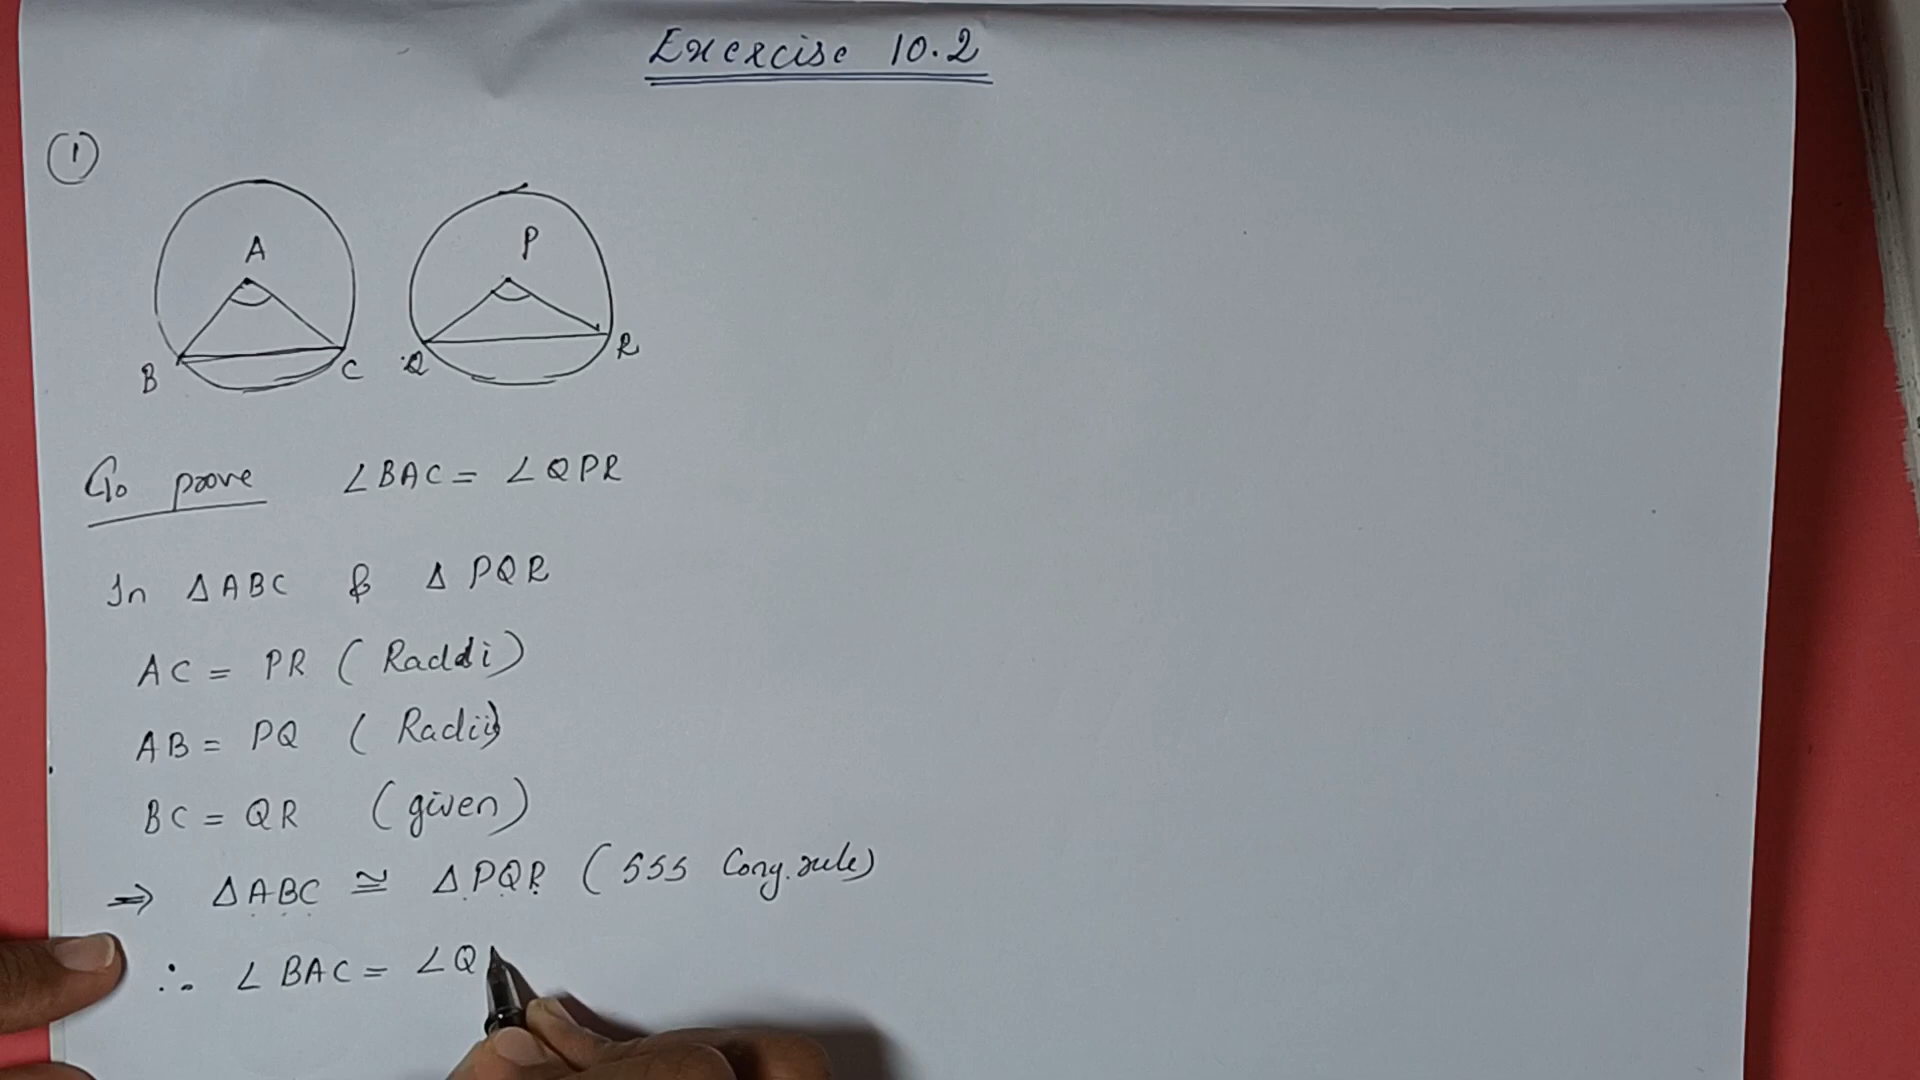 Exercise 10.2
1
A
P
B
C
Q
R
To prove ∠BAC = ∠QPR
In ΔABC & ΔPQR
AC = PR (Raddi)
AB = PQ (Radii)
BC = QR (given)
⇒ ΔABC ≅ ΔPQR (SSS Cong. rule)
∴ ∠BAC = ∠Q